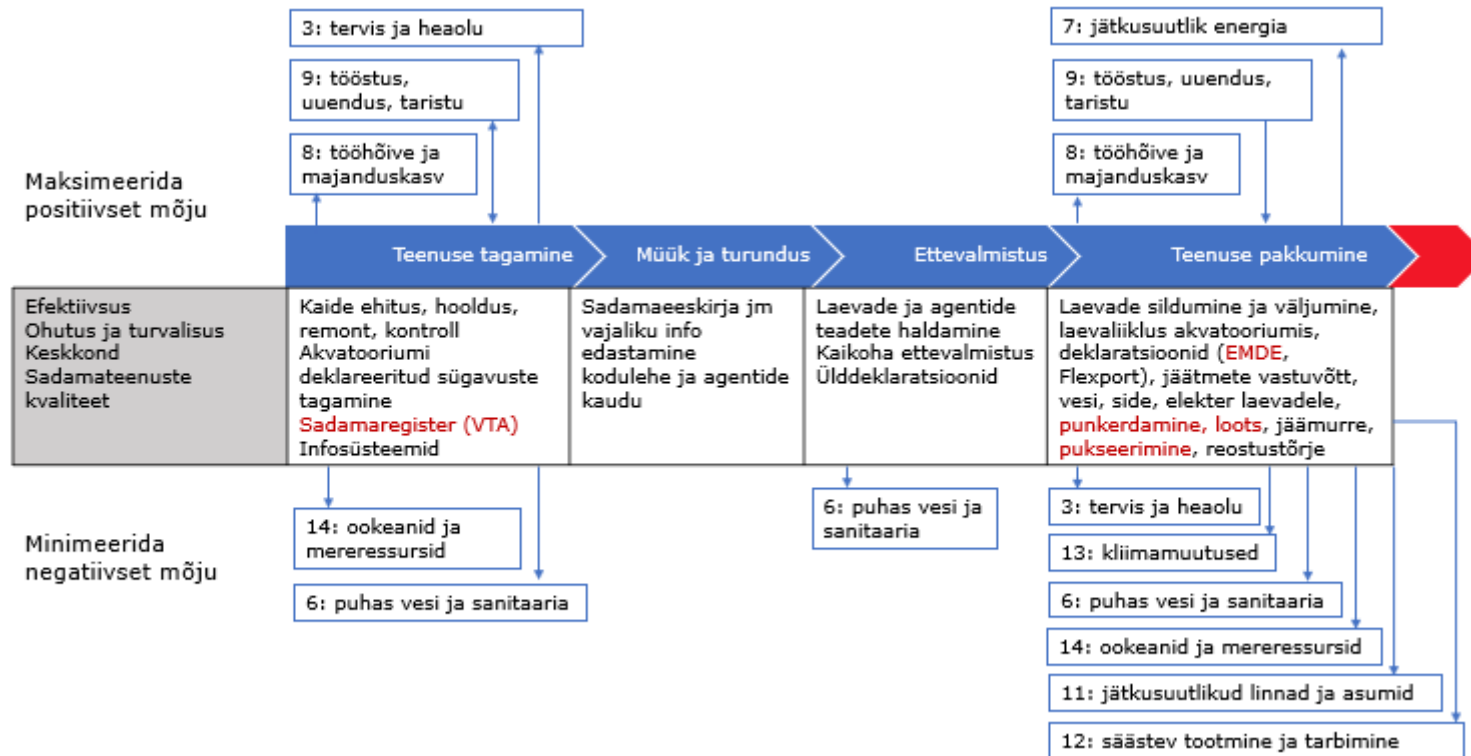 3: tervis ja heaolu
9: tööstus,
uuendus, taristu
8: tööhõive ja
majanduskasv
7: jätkusuutlik energia
9: tööstus, uuendus,
taristu
8: tööhõive ja
majanduskasv
Maksimeerida
positiivset mõju
Teenuse tagamine
Müük ja turundus
Ettevalmistus
Teenuse pakkumine
Efektiivsus
Ohutus ja turvalisus
Keskkond
Sadamateenuste
kvaliteet
Kaide ehitus, hooldus,
remont, kontroll
Akvatooriumi
deklareeritud sügavuste
tagamine
Sadamaregister (VTA)
Infosüsteemid
Sadamaeeskirja jm
vajaliku info
edastamine
kodulehe ja agentide
kaudu
Laevade ja agentide
teadete haldamine
Kaikoha ettevalmistus
Ülddeklaratsioonid
Laevade sildumine ja väljumine,
laevaliiklus akvatooriumis,
deklaratsioonid (EMDE,
Flexport), jäätmete vastuvõtt,
vesi, side, elekter laevadele,
punkerdamine, loots, jäämurre,
pukseerimine, reostustõrje
Minimeerida
negatiivset mõju
14: ookeanid ja
mereressursid
6: puhas vesi ja sanitaaria
6: puhas vesi ja
sanitaaria
3: tervis ja heaolu
13: kliimamuutused
6: puhas vesi ja sanitaaria
14: ookeanid ja mereressursid
11: jätkusuutlikud linnad ja asumid
12: säästev tootmine ja tarbimine